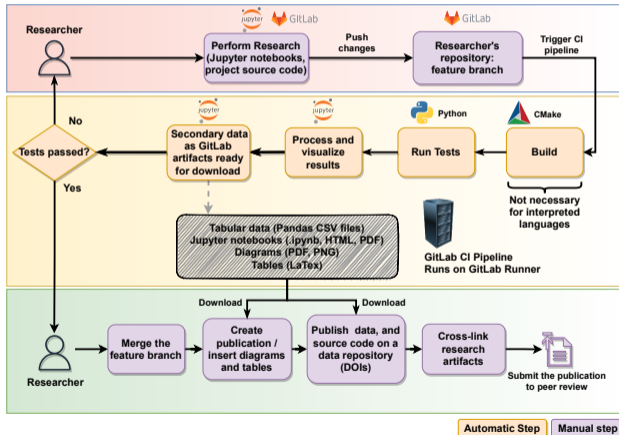 jupyter
GitLab
GitLab
Researcher
Perform Research
(Jupyter notebooks,
project source code)
Push
changes
Researcher's
repository:
feature branch
Trigger CI
pipeline
No
Tests passed?
Yes
jupyter
Secondary data
as GitLab
artifacts ready
for download
jupyter
Process and
visualize
results
Python
Run Tests
CMake
Build
Not necessary
for interpreted
languages
Tabular data (Pandas CSV files)
Jupyter notebooks (.ipynb, HTML, PDF)
Diagrams (PDF, PNG)
Tables (LaTex)
GitLab CI Pipeline
Runs on GitLab Runner
Download
Download
Researcher
Merge the
feature branch
Create
publication /
insert diagrams
and tables
Publish data, and
source code on a
data repository
(DOIs)
Cross-link
research
artifacts
Submit the publication
to peer review
Automatic Step
Manual step